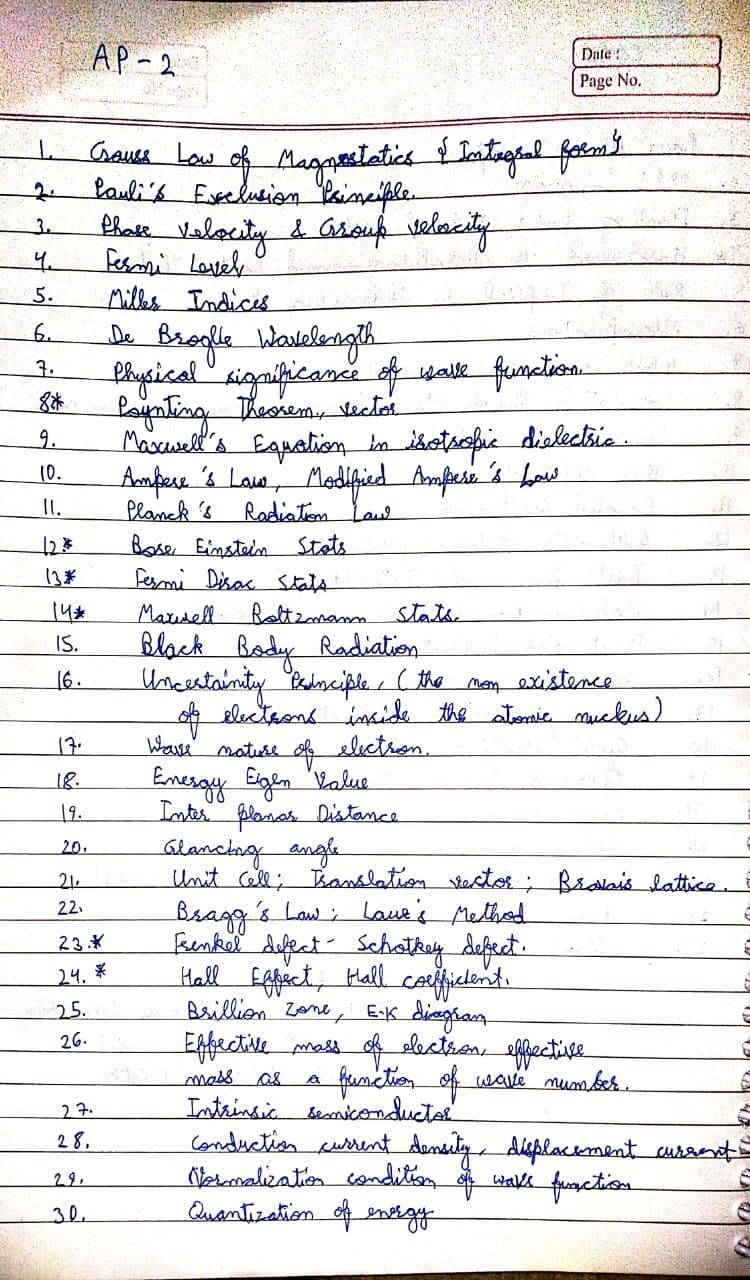 AP-2
Date :
Page No.
1. Gauss Law of Magnestatics { Integral form }
2. Pauli's Exclusion Principle.
3. Phase velocity & Group velocity
4. Fermi Level
5. Miller Indices
6. De Broglie Wavelength
7. Physical significance of wave function.
8* Poynting Theorem, vector
9. Maxwell's Equation in isotropic dielectric.
10. Ampere's Law, Modified Ampere's Law
11. Planck's Radiation Law
12* Bose Einstein Stats
13* Fermi Dirac Stats
14* Maxwell Boltzmann Stats.
15. Black Body Radiation
16. Uncertainity Principle, (the non existence
of electrons inside the atomic nuckus)
17. Wave nature of electron.
18. Energy Eigen Value
19. Inter planar Distance
20. Glancing angle
21. Unit Cell; Translation vector; Bravais lattice.
22. Bragg's Law; Laue's Method
23.* Frenkel defect - Schotkey defect.
24.* Hall Effect, Hall coefficient.
25. Brillion Zone, E-K diagram
26. Effective mass of electron, effective
mass as a function of wave number.
27. Intrinsic semiconductor
28. Conduction current density, displacement current
29. Normalization condition of wave function
30. Quantization of energy